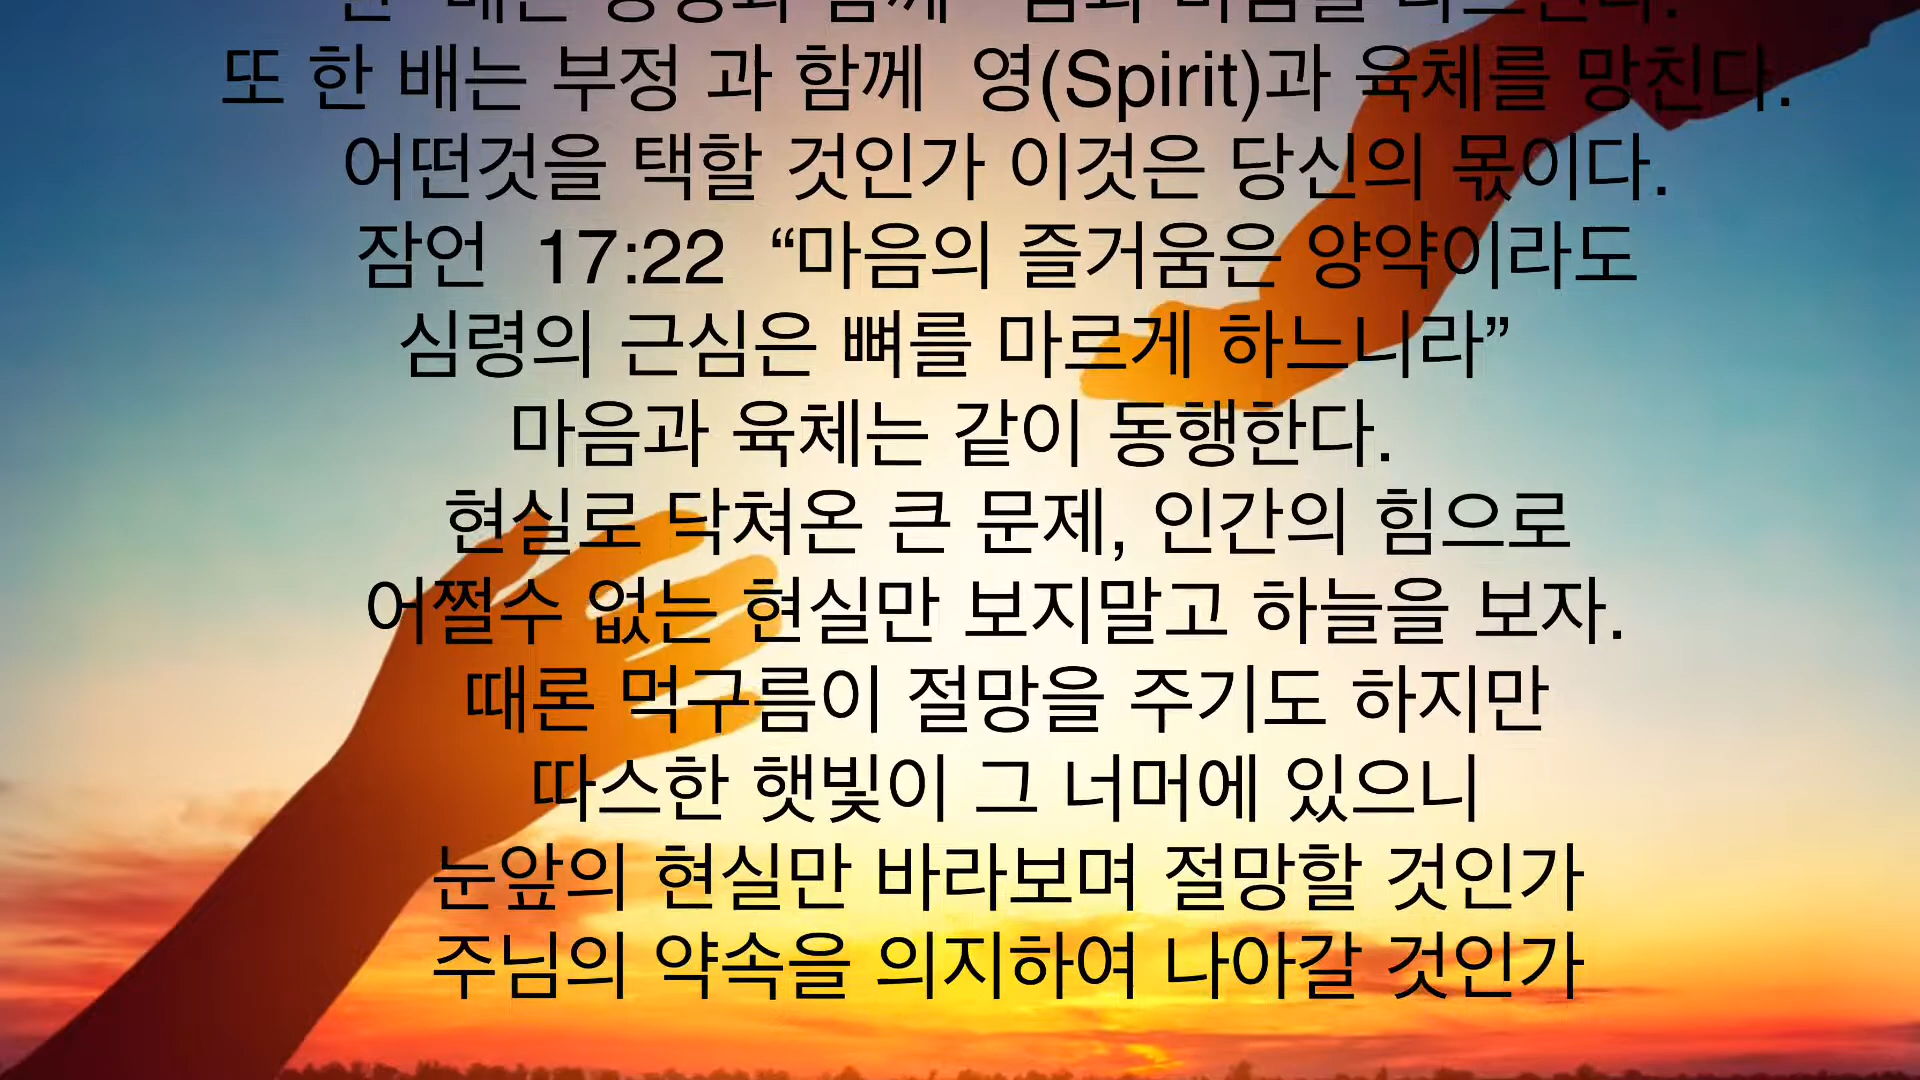 또 한 배는 부정 과 함께 영(Spirit)과 육체를 망친다.
어떤것을 택할 것인가 이것은 당신의 몫이다.
잠언 17:22 “마음의 즐거움은 양약이라도
심령의 근심은 뼈를 마르게 하느니라”
마음과 육체는 같이 동행한다.
현실로 닥쳐온 큰 문제, 인간의 힘으로
어쩔수 없는 현실만 보지말고 하늘을 보자.
때론 먹구름이 절망을 주기도 하지만
따스한 햇빛이 그 너머에 있으니
눈앞의 현실만 바라보며 절망할 것인가
주님의 약속을 의지하여 나아갈 것인가